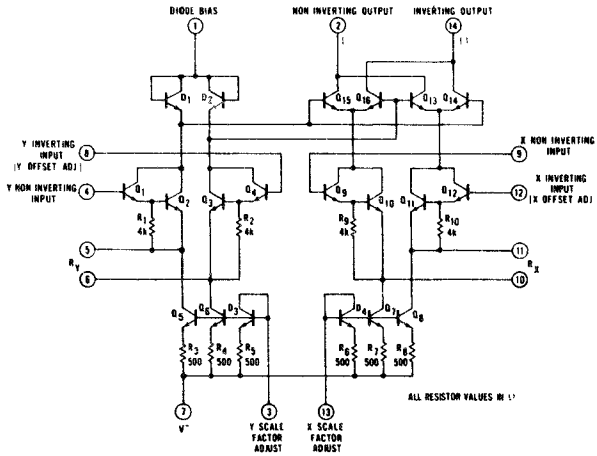 DIODE BIAS
1
NON INVERTING OUTPUT
2
INVERTING OUTPUT
14
D1
D2
Q15
Q16
Q13
Q14
Y INVERTING
INPUT
(Y OFFSET ADJ)
8
X NON INVERTING
INPUT
9
Y NON INVERTING
INPUT
4
Q1
Q2
Q3
Q4
Q9
Q10
Q11
Q12
12
X INVERTING
INPUT
(X OFFSET ADJ)
R1
4k
R2
4k
R9
4k
R10
4k
5
RY
6
11
RX
10
Q5
Q6
D3
D4
Q7
Q8
R3
500
R4
500
R5
500
R6
500
R7
500
R8
500
ALL RESISTOR VALUES IN
7
V-
3
Y SCALE
FACTOR
ADJUST
13
X SCALE
FACTOR
ADJUST